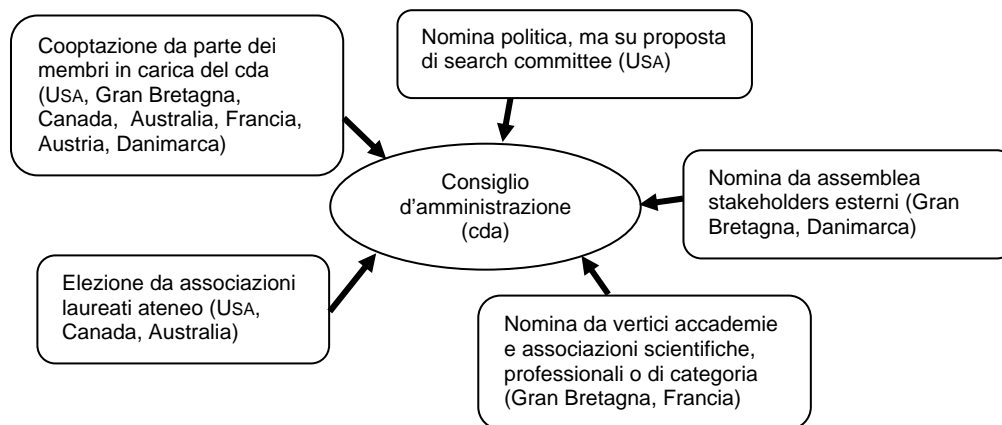 Cooptazione da parte dei
membri in carica del cda
(USA, Gran Bretagna,
Canada, Australia, Francia,
Austria, Danimarca)
Nomina politica, ma su proposta
di search committee (USA)
Consiglio
d’amministrazione
(cda)
Nomina da assemblea
stakeholders esterni (Gran
Bretagna, Danimarca)
Elezione da associazioni
laureati ateneo (USA,
Canada, Australia)
Nomina da vertici accademie
e associazioni scientifiche,
professionali o di categoria
(Gran Bretagna, Francia)